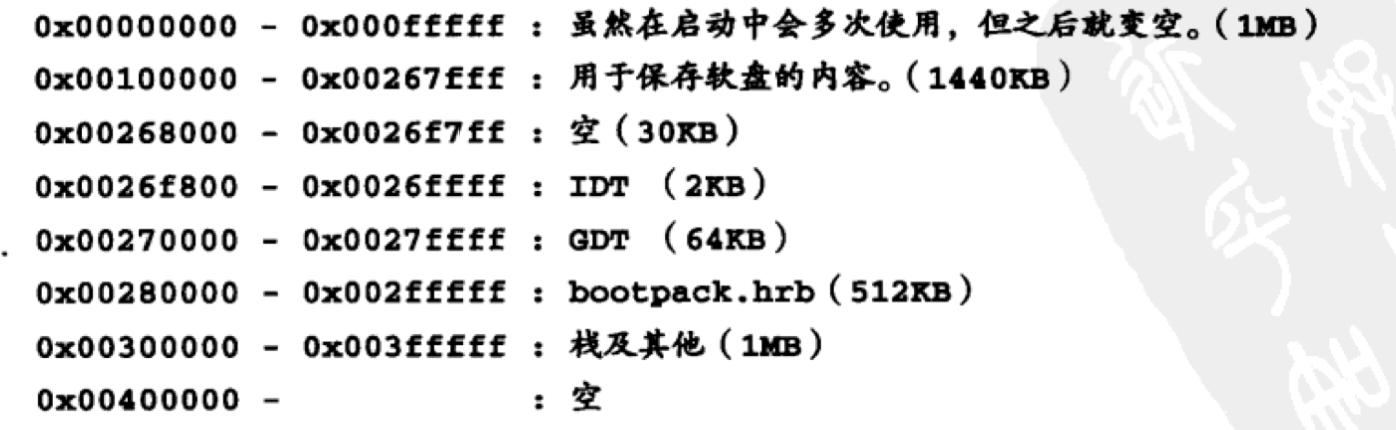 0x00000000 - 0x000fffff : 虽然在启动中会多次使用，但之后就变空。（1MB）
0x00100000 - 0x00267fff : 用于保存软盘的内容。（1440KB）
0x00268000 - 0x0026f7ff : 空（30KB）
0x0026f800 - 0x0026ffff : IDT （2KB）
0x00270000 - 0x0027ffff : GDT （64KB）
0x00280000 - 0x002fffff : bootpack.hrb（512KB）
0x00300000 - 0x003fffff : 栈及其他（1MB）
0x00400000 - : 空